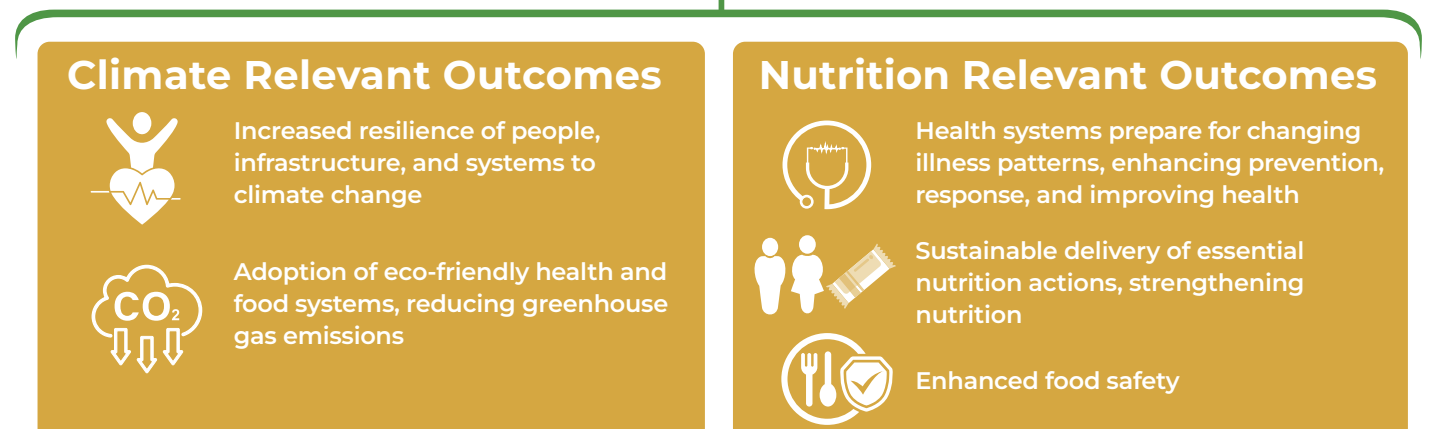 Climate Relevant Outcomes
Increased resilience of people,
infrastructure, and systems to
climate change
CO₂
Adoption of eco-friendly health and
food systems, reducing greenhouse
gas emissions
Nutrition Relevant Outcomes
Health systems prepare for changing
illness patterns, enhancing prevention,
response, and improving health
Sustainable delivery of essential
nutrition actions, strengthening
nutrition
Enhanced food safety